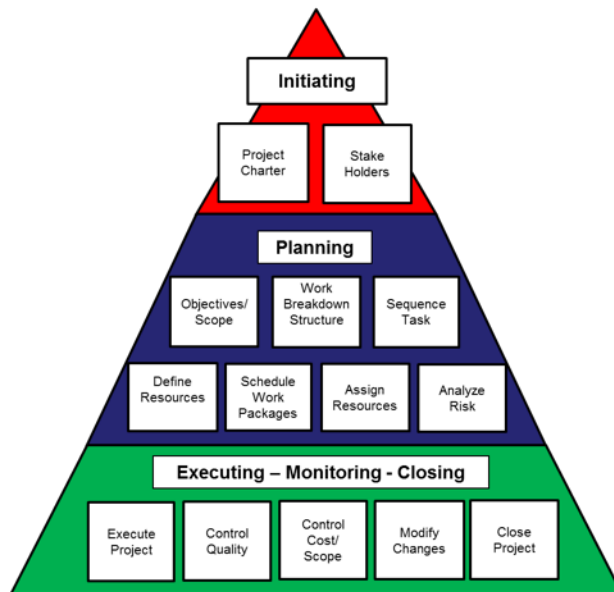 Initiating
Project
Charter
Stake
Holders
Planning
Objectives/
Scope
Work
Breakdown
Structure
Sequence
Task
Define
Resources
Schedule
Work
Packages
Assign
Resources
Analyze
Risk
Executing – Monitoring - Closing
Execute
Project
Control
Quality
Control
Cost/
Scope
Modify
Changes
Close
Project